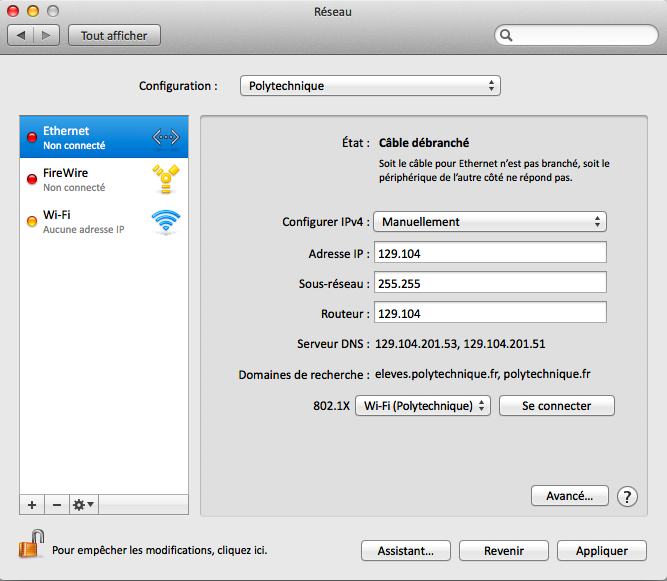 Réseau
Tout afficher
Configuration : Polytechnique
Ethernet
Non connecté
FireWire
Non connecté
Wi-Fi
Aucune adresse IP
État : Câble débranché
Soit le câble pour Ethernet n'est pas branché, soit le
périphérique de l'autre côté ne répond pas.
Configurer IPv4 : Manuellement
Adresse IP : 129.104
Sous-réseau : 255.255
Routeur : 129.104
Serveur DNS : 129.104.201.53, 129.104.201.51
Domaines de recherche : eleves.polytechnique.fr, polytechnique.fr
802.1X Wi-Fi (Polytechnique) Se connecter
Avancé... ?
+ −
Pour empêcher les modifications, cliquez ici.
Assistant... Revenir Appliquer